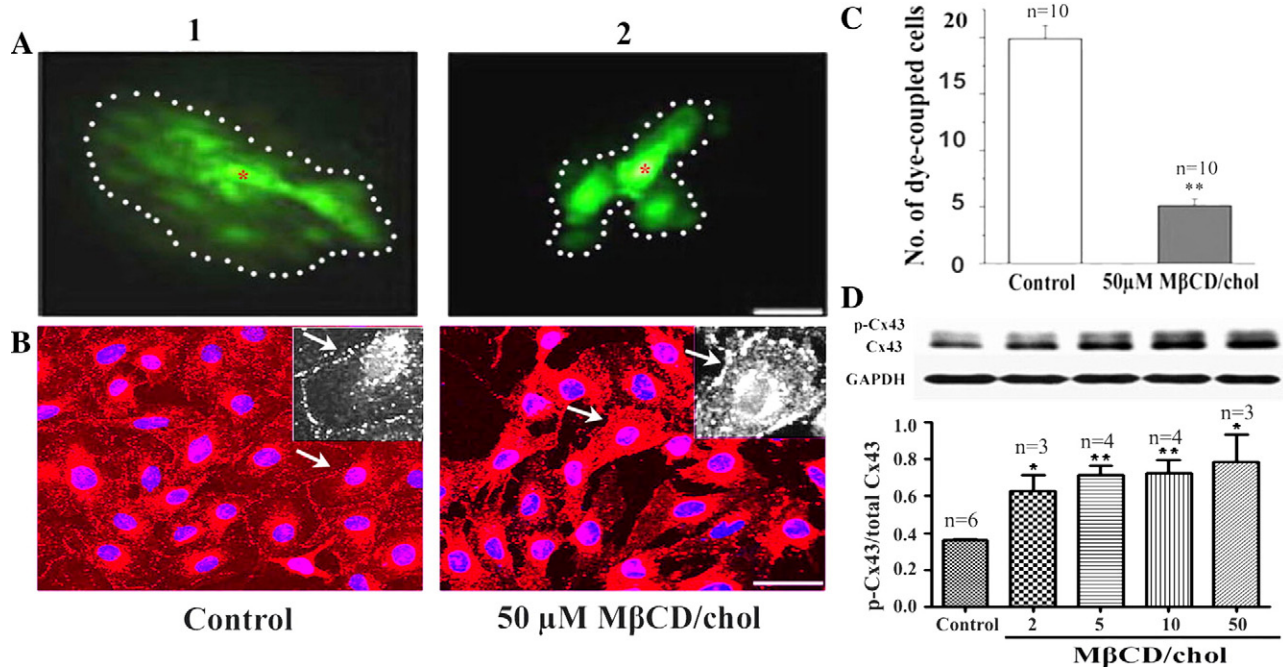 1
2
A
*
*
B
Control
50 µM MβCD/chol
C
No. of dye-coupled cells
20
15
10
5
0
n=10
n=10
**
Control
50µM MβCD/chol
D
p-Cx43
Cx43
GAPDH
p-Cx43/total Cx43
1.0
0.8
0.6
0.4
0.2
0.0
n=6
n=3
*
n=4
**
n=4
**
n=3
*
Control
2
5
10
50
MβCD/chol